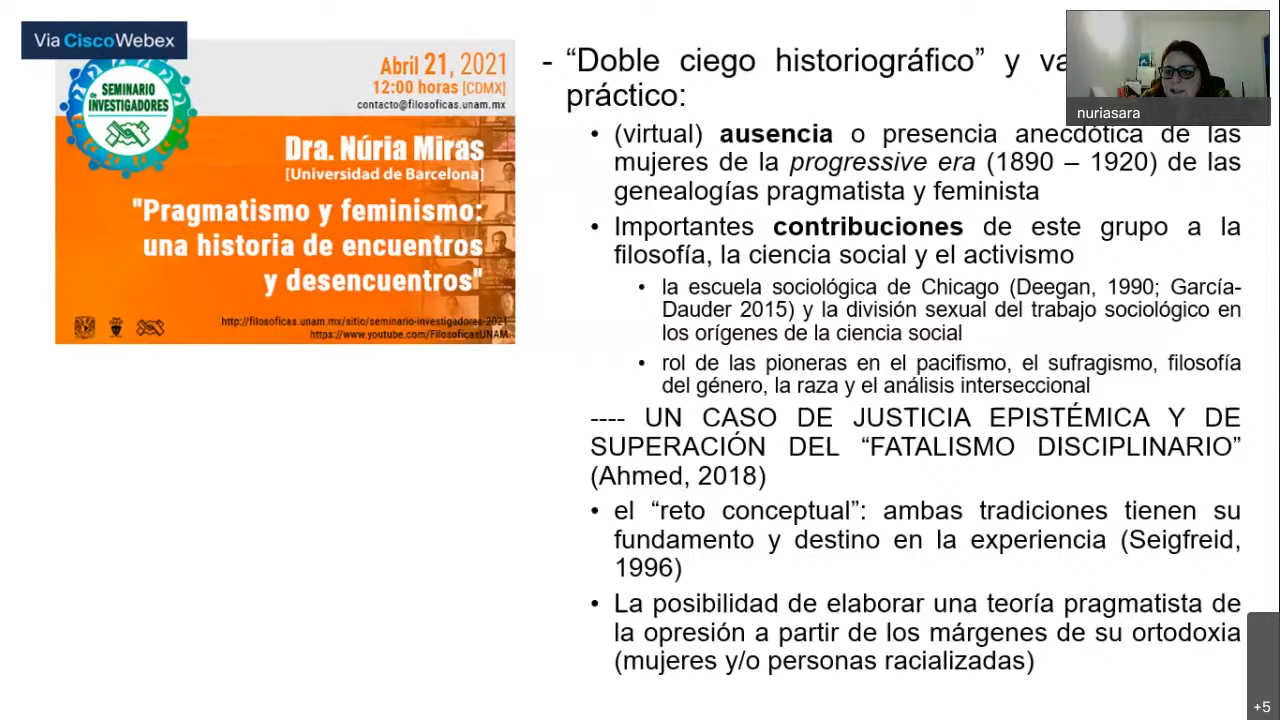 Vía CiscoWebex
SEMINARIO
de INVESTIGADORES
Abril 21, 2021
12:00 horas [CDMX]
contacto@filosoficas.unam.mx
Dra. Núria Miras
[Universidad de Barcelona]
"Pragmatismo y feminismo:
una historia de encuentros
y desencuentros"
http://filosoficas.unam.mx/sitio/seminario-investigadores-2021
https://www.youtube.com/FilosoficasUNAM
nuriasara
- “Doble ciego historiográfico” y
práctico:
• (virtual) ausencia o presencia anecdótica de las
mujeres de la progressive era (1890 – 1920) de las
genealogías pragmatista y feminista
• Importantes contribuciones de este grupo a la
filosofía, la ciencia social y el activismo
• la escuela sociológica de Chicago (Deegan, 1990; García-
Dauder 2015) y la división sexual del trabajo sociológico en
los orígenes de la ciencia social
• rol de las pioneras en el pacifismo, el sufragismo, filosofía
del género, la raza y el análisis interseccional
---- UN CASO DE JUSTICIA EPISTÉMICA Y DE
SUPERACIÓN DEL “FATALISMO DISCIPLINARIO”
(Ahmed, 2018)
• el “reto conceptual”: ambas tradiciones tienen su
fundamento y destino en la experiencia (Seigfreid,
1996)
• La posibilidad de elaborar una teoría pragmatista de
la opresión a partir de los márgenes de su ortodoxia
(mujeres y/o personas racializadas)
+5